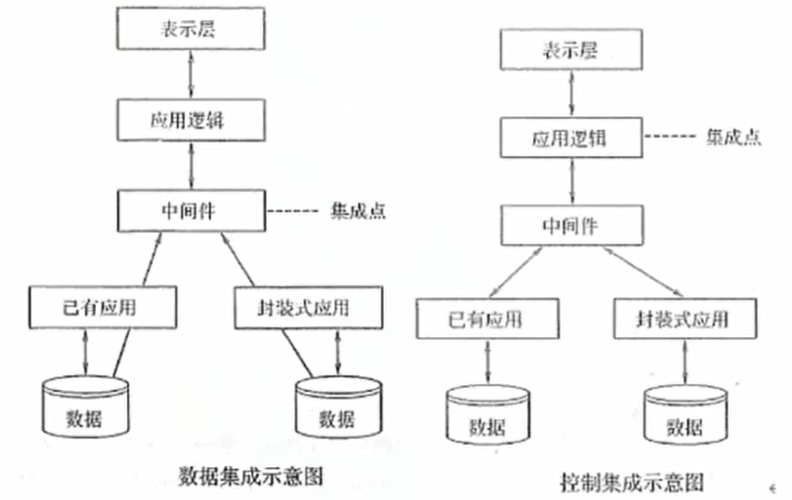 表示层
应用逻辑
中间件
集成点
已有应用
封装式应用
数据
数据
数据集成示意图
表示层
应用逻辑
集成点
中间件
已有应用
封装式应用
数据
数据
控制集成示意图